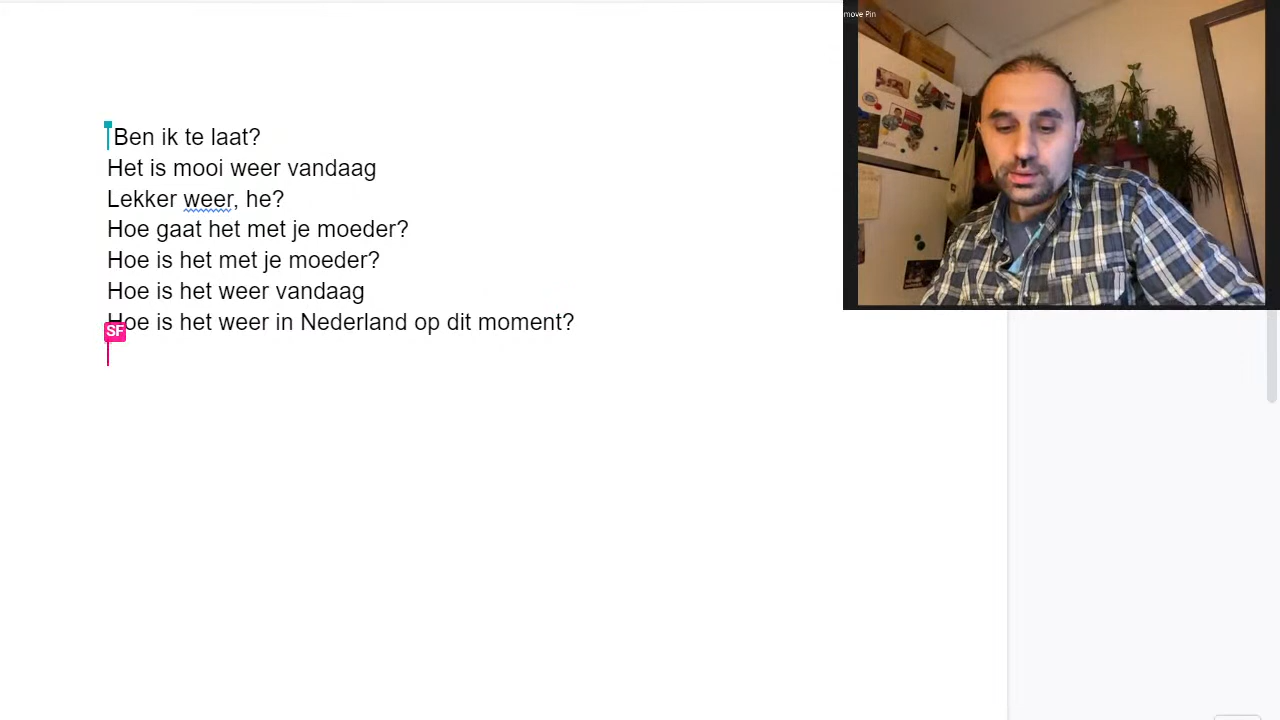 move Pin
Ben ik te laat?
Het is mooi weer vandaag
Lekker weer, he?
Hoe gaat het met je moeder?
Hoe is het met je moeder?
Hoe is het weer vandaag
Hoe is het weer in Nederland op dit moment?
SF